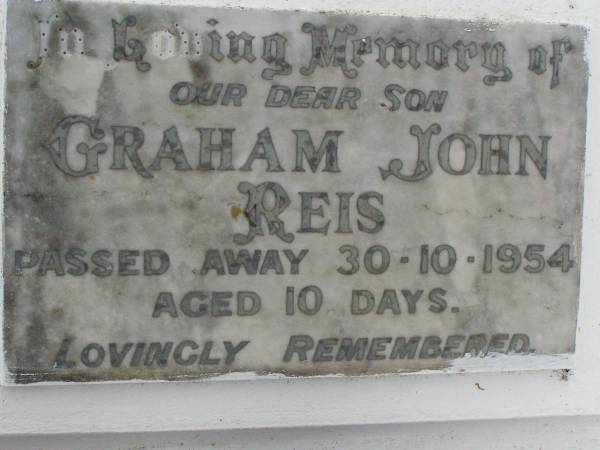 In Loving Memory of
OUR DEAR SON
GRAHAM JOHN
REIS
PASSED AWAY 30-10-1954
AGED 10 DAYS.
LOVINGLY REMEMBERED.